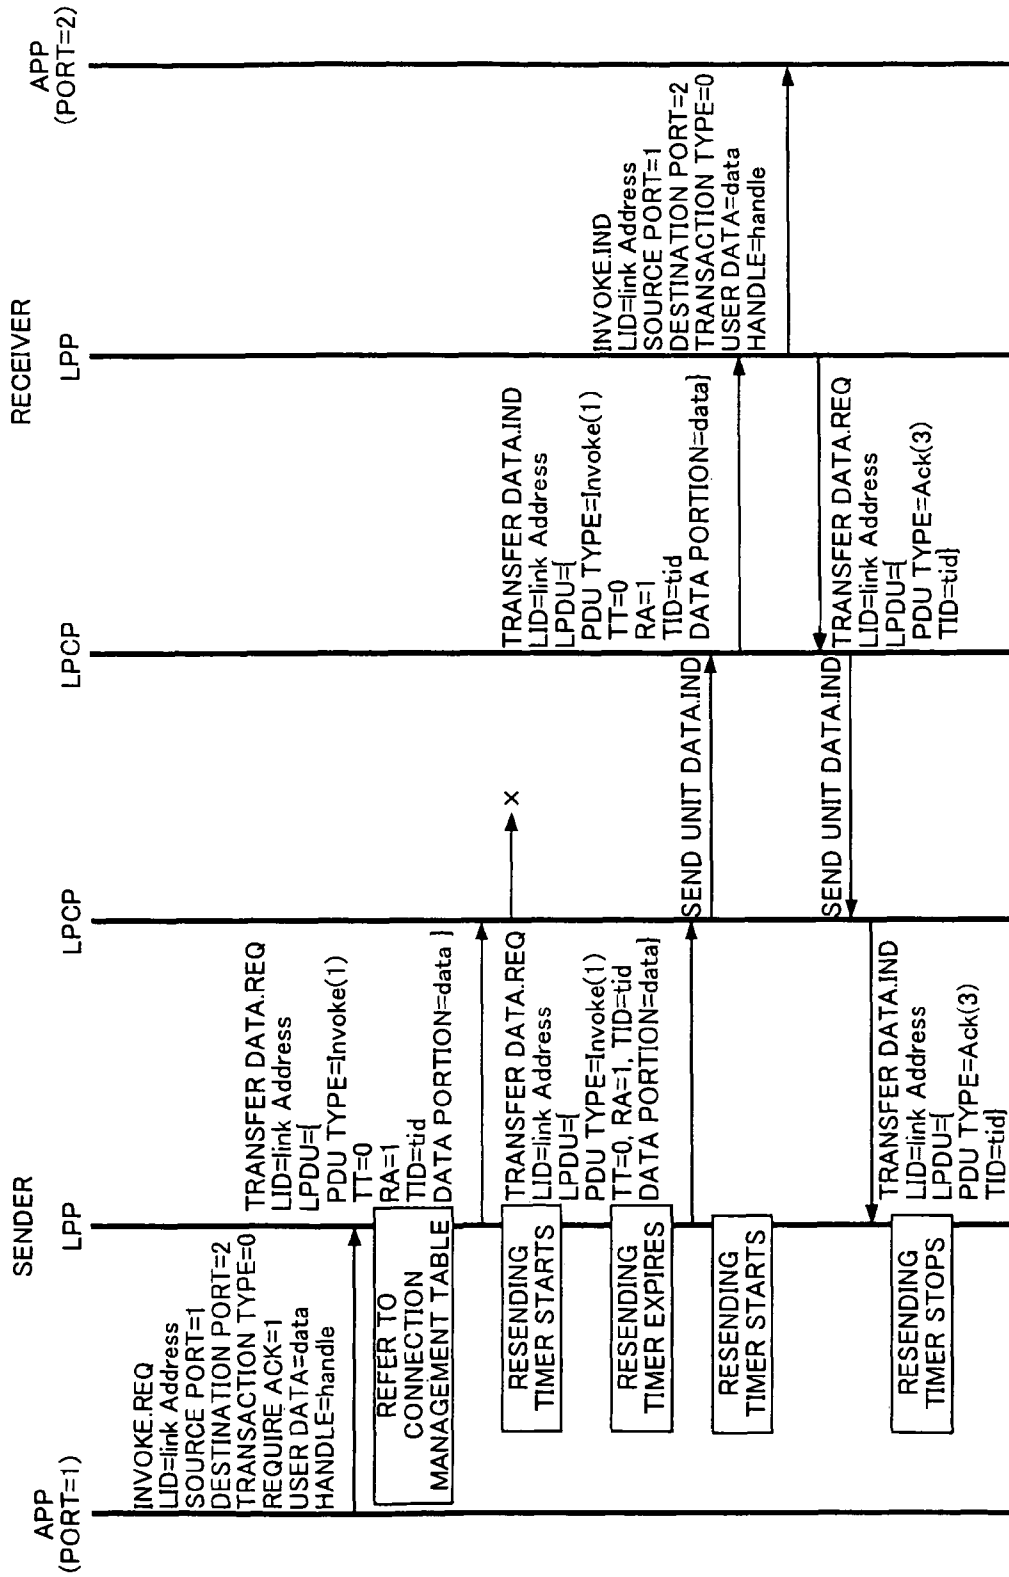 SENDER
RECEIVER
APP
(PORT=1)
LPP
LPCP
LPCP
LPP
APP
(PORT=2)
INVOKE.REQ
LID=link Address
SOURCE PORT=1
DESTINATION PORT=2
TRANSACTION TYPE=0
REQUIRE ACK=1
USER DATA=data
HANDLE=handle
REFER TO
CONNECTION
MANAGEMENT TABLE
TRANSFER DATA.REQ
LID=link Address
LPDU={
PDU TYPE=Invoke(1)
TT=0
RA=1
TID=tid
DATA PORTION=data }
RESENDING
TIMER STARTS
×
RESENDING
TIMER EXPIRES
TRANSFER DATA.REQ
LID=link Address
LPDU={
PDU TYPE=Invoke(1)
TT=0, RA=1, TID=tid
DATA PORTION=data}
RESENDING
TIMER STARTS
SEND UNIT DATA.IND
TRANSFER DATA.IND
LID=link Address
LPDU={
PDU TYPE=Invoke(1)
TT=0
RA=1
TID=tid
DATA PORTION=data}
INVOKE.IND
LID=link Address
SOURCE PORT=1
DESTINATION PORT=2
TRANSACTION TYPE=0
USER DATA=data
HANDLE=handle
TRANSFER DATA.REQ
LID=link Address
LPDU={
PDU TYPE=Ack(3)
TID=tid}
SEND UNIT DATA.IND
TRANSFER DATA.IND
LID=link Address
LPDU={
PDU TYPE=Ack(3)
TID=tid}
RESENDING
TIMER STOPS